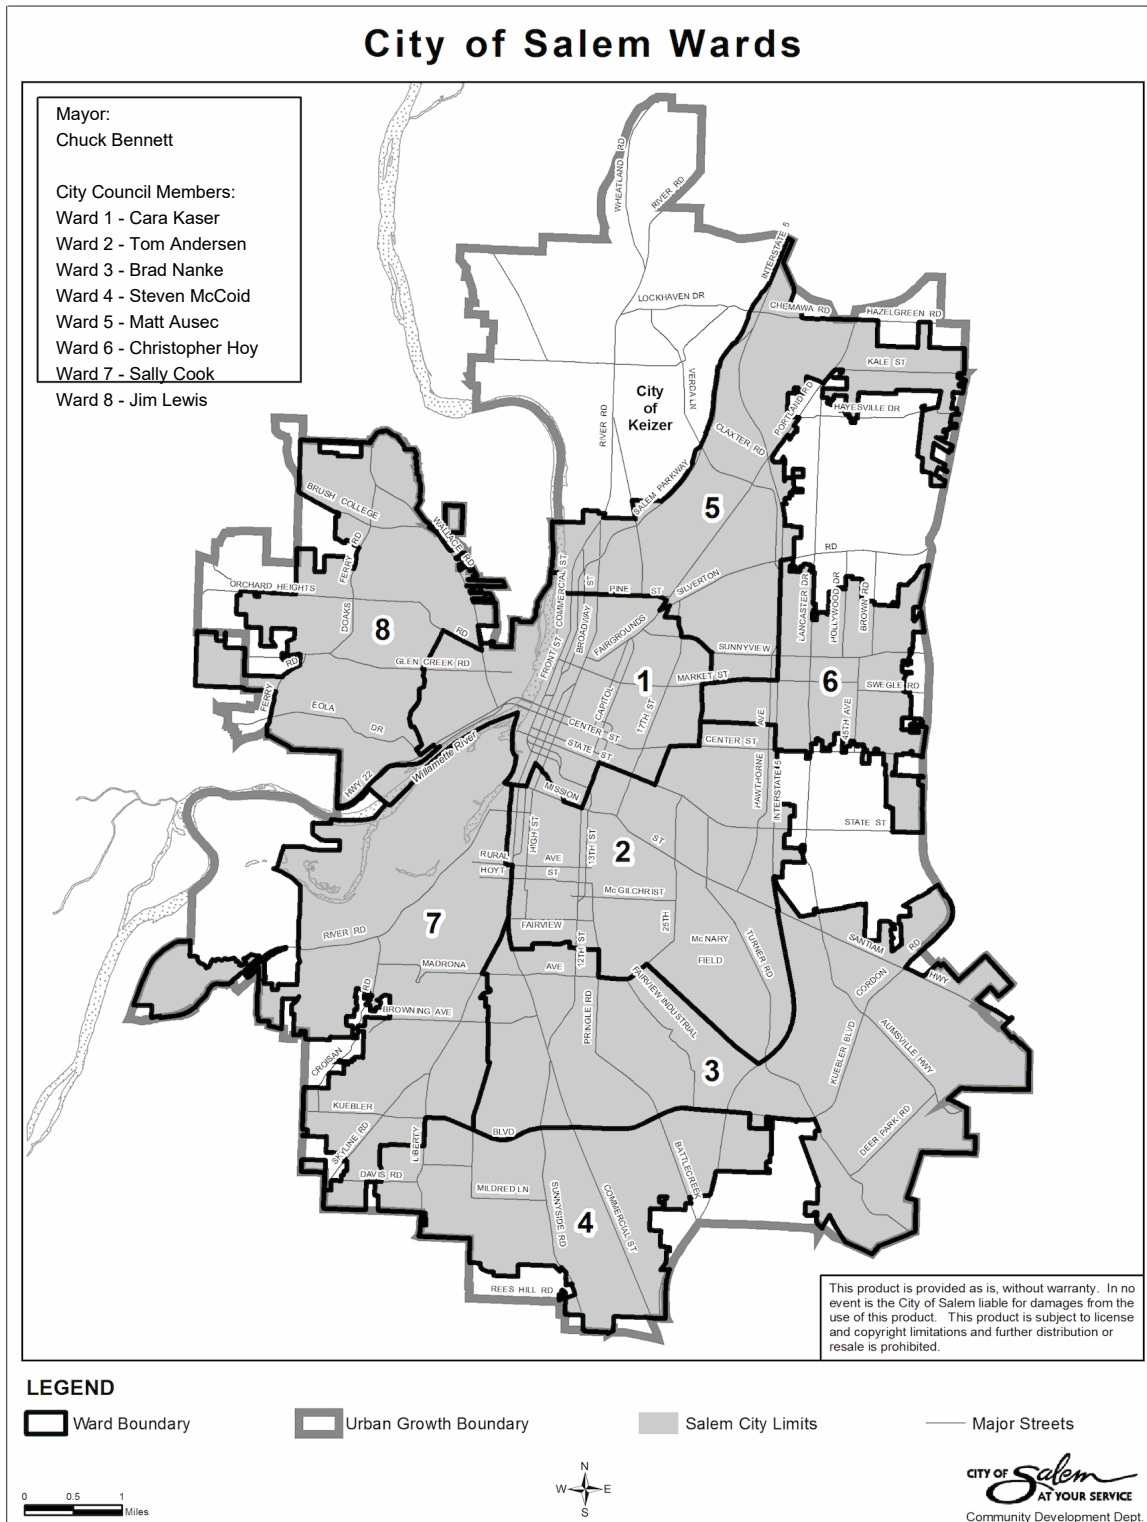 City of Salem Wards
Mayor:
Chuck Bennett
City Council Members:
Ward 1 - Cara Kaser
Ward 2 - Tom Andersen
Ward 3 - Brad Nanke
Ward 4 - Steven McCoid
Ward 5 - Matt Ausec
Ward 6 - Christopher Hoy
Ward 7 - Sally Cook
Ward 8 - Jim Lewis
WHEATLAND RD
RIVER RD
INTERSTATE 5
LOCKHAVEN DR
CHEMAWA RD
HAZELGREEN RD
KALE ST
VERDA LN
City
of
Keizer
RIVER RD
PORTLAND RD
HAYESVILLE DR
CLAXTER RD
SALEM PARKWAY
5
BRUSH COLLEGE
RD
WALLACE RD
FERRY
ORCHARD HEIGHTS
RD
DOAKS
8
GLEN CREEK RD
RD
FERRY
EOLA
DR
HWY 22
Willamette River
COMMERCIAL ST
FRONT ST
BROADWAY
ST
PINE ST
SILVERTON
RD
FAIRGROUNDS
LANCASTER DR
HOLLYWOOD DR
BROWN RD
SUNNYVIEW
1
MARKET ST
6
SWEGLE RD
CAPITOL
17TH ST
45TH AVE
CENTER ST
STATE ST
CENTER ST
AVE
HAWTHORNE
INTERSTATE 5
MISSION
ST
STATE ST
HIGH ST
13TH ST
2
RURAL AVE
HOYT ST
McGILCHRIST
25TH
FAIRVIEW
12TH ST
McNARY
FIELD
TURNER RD
7
RIVER RD
MADRONA AVE
RD
BROWNING AVE
CROISAN
PRINGLE RD
FAIRVIEW INDUSTRIAL
SANTIAM
HWY
CORDON
RD
KUEBLER BLVD
AUMSVILLE HWY
3
DEER PARK RD
KUEBLER
BLVD
SKYLINE RD
LIBERTY
DAVIS RD
MILDRED LN
SUNNYSIDE RD
COMMERCIAL ST
BATTLECREEK
4
REES HILL RD
This product is provided as is, without warranty. In no
event is the City of Salem liable for damages from the
use of this product. This product is subject to license
and copyright limitations and further distribution or
resale is prohibited.
LEGEND
Ward Boundary
Urban Growth Boundary
Salem City Limits
Major Streets
0 0.5 1
Miles
N
W E
S
CITY OF Salem
AT YOUR SERVICE
Community Development Dept.